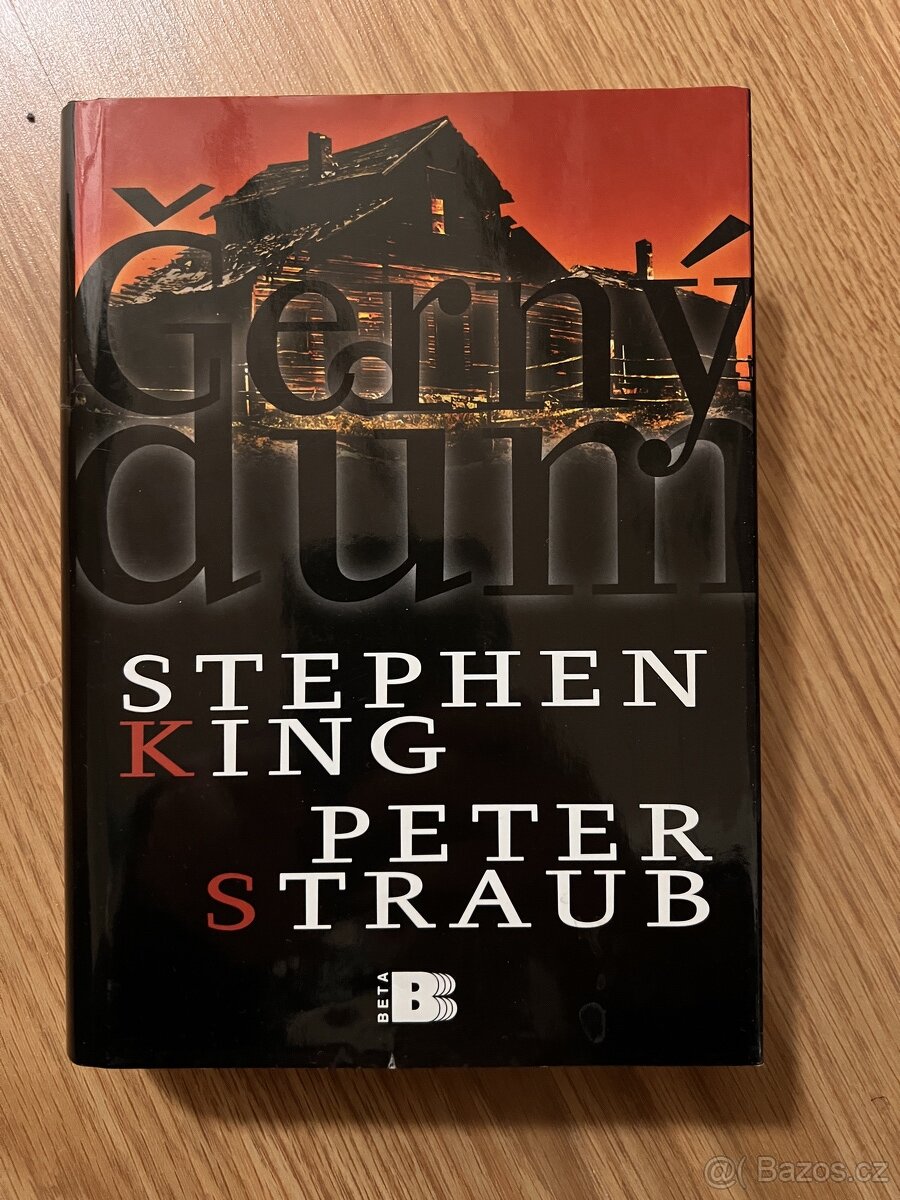 Černý
dům
STEPHEN
KING
PETER
STRAUB
BETA
B
@( Bazos.cz